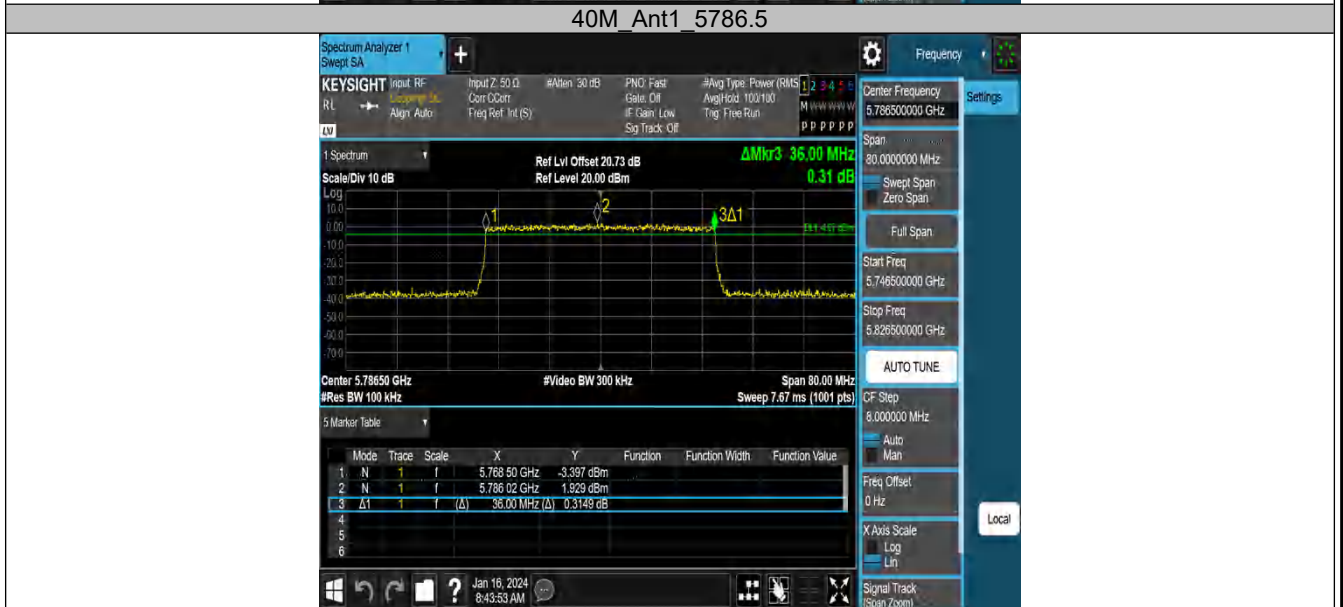 40M_Ant1_5786.5
Spectrum Analyzer 1
Swept SA
+
Frequency
KEYSIGHT Input: RF
RL
Align: Auto
LXI
Input Z: 50 Ω
Corr CCorr
Freq Ref: Int (S)
#Atten: 30 dB
PNO: Fast
Gate: Off
IF Gain: Low
Sig Track: Off
#Avg Type: Power (RMS
Avg|Hold: 100/100
Trig: Free Run
1 2 3 4 5 6
M W W W W W
P P P P P P
1 Spectrum
Scale/Div 10 dB
Ref Lvl Offset 20.73 dB
Ref Level 20.00 dBm
ΔMkr3 36.00 MHz
0.31 dB
Log
10.0
0.00
-10.0
-20.0
-30.0
-40.0
-50.0
-60.0
-70.0
1
2
3Δ1
Center 5.78650 GHz
#Res BW 100 kHz
#Video BW 300 kHz
Span 80.00 MHz
Sweep 7.67 ms (1001 pts)
5 Marker Table
Mode Trace Scale X Y Function Function Width Function Value
1 N 1 f 5.768 50 GHz -3.397 dBm
2 N 1 f 5.786 02 GHz 1.929 dBm
3 Δ1 1 f (Δ) 36.00 MHz (Δ) 0.3149 dB
4
5
6
?
Jan 16, 2024
8:43:53 AM
Center Frequency
5.786500000 GHz
Settings
Span
80.0000000 MHz
Swept Span
Zero Span
Full Span
Start Freq
5.746500000 GHz
Stop Freq
5.826500000 GHz
AUTO TUNE
CF Step
8.000000 MHz
Auto
Man
Freq Offset
0 Hz
X Axis Scale
Log
Lin
Local
Signal Track
(Span Zoom)